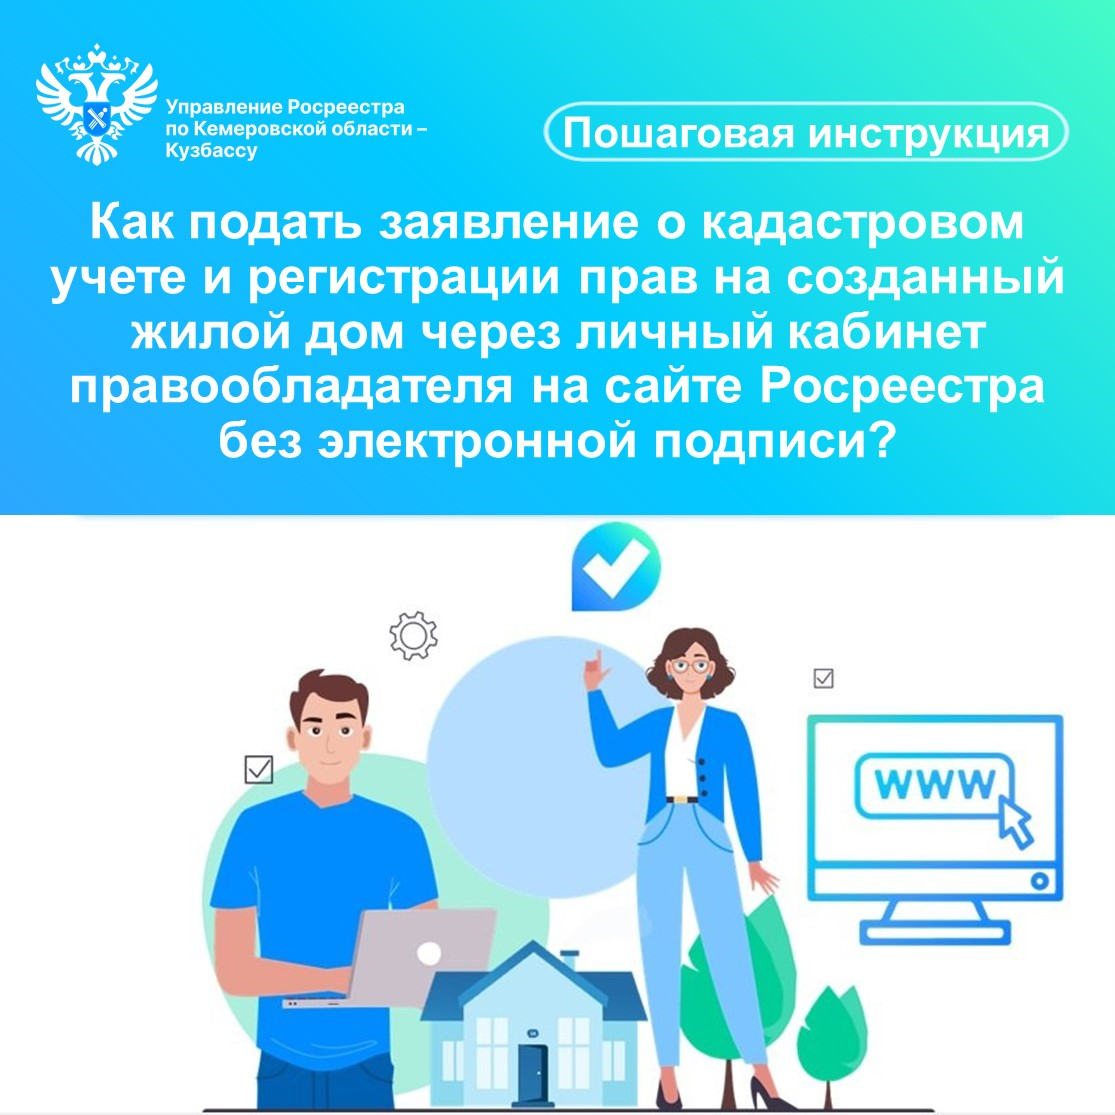 Управление Росреестра
по Кемеровской области –
Кузбассу
Пошаговая инструкция
Как подать заявление о кадастровом
учете и регистрации прав на созданный
жилой дом через личный кабинет
правообладателя на сайте Росреестра
без электронной подписи?
www